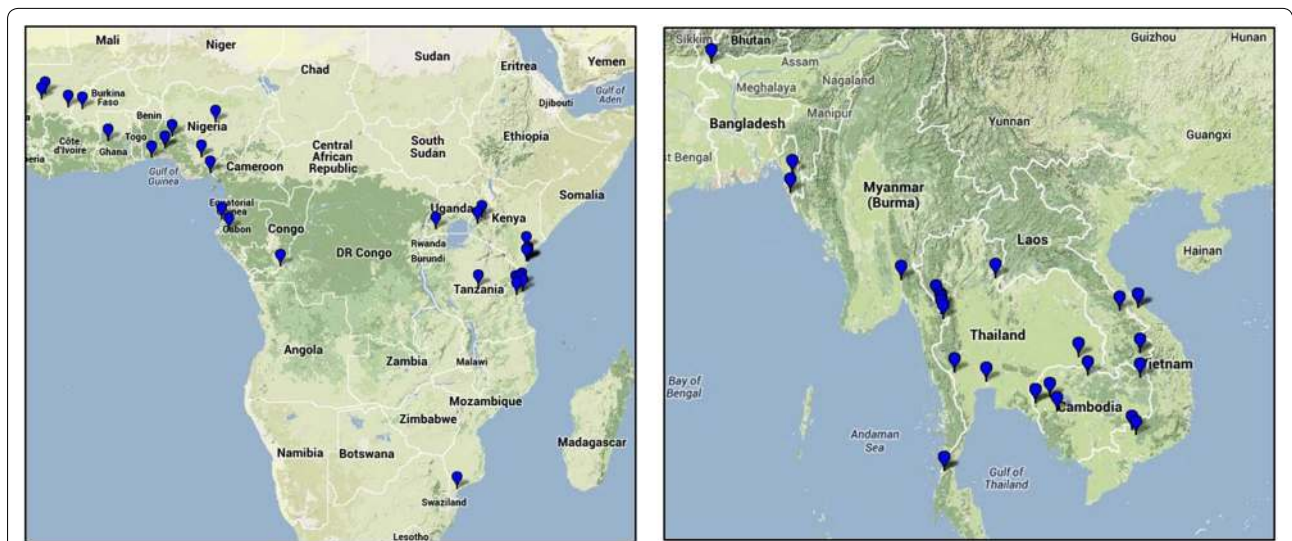 Mali
Niger
Chad
Sudan
Eritrea
Yemen
Gulf of
Aden
Djibouti
Burkina
Faso
Benin
Nigeria
Togo
Côte
d'Ivoire
Ghana
Gulf of
Guinea
Cameroon
Central
African
Republic
South
Sudan
Ethiopia
Somalia
Equatorial
Guinea
Gabon
Congo
DR Congo
Uganda
Kenya
Rwanda
Burundi
Tanzania
Angola
Zambia
Malawi
Mozambique
Zimbabwe
Namibia
Botswana
Madagascar
Swaziland
Lesotho
Sikkim
Bhutan
Assam
Nagaland
Meghalaya
Manipur
Bangladesh
st Bengal
Guizhou
Hunan
Yunnan
Guangxi
Myanmar
(Burma)
Laos
Hainan
Thailand
Vietnam
Cambodia
Bay of
Bengal
Andaman
Sea
Gulf of
Thailand